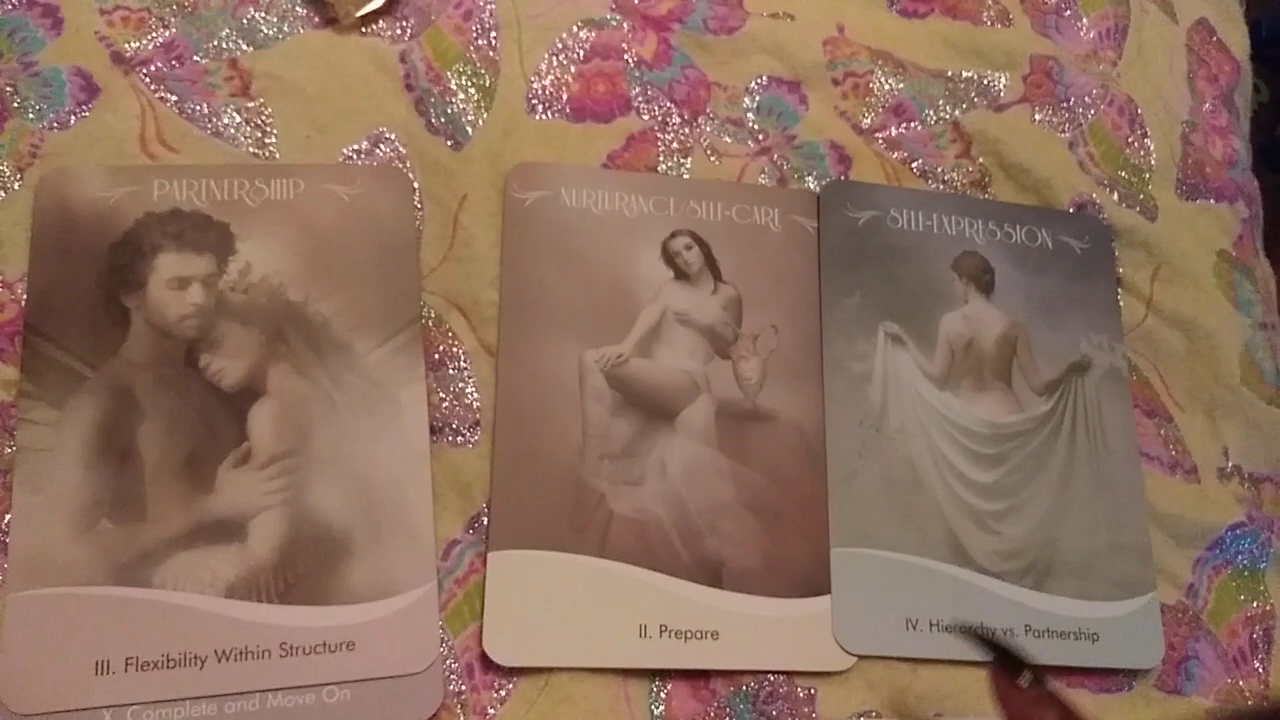 PARTNERSHIP
III. Flexibility Within Structure
X. Complete and Move On
NURTURANCE/SELF-CARE
II. Prepare
SELF-EXPRESSION
IV. Hierarchy vs. Partnership